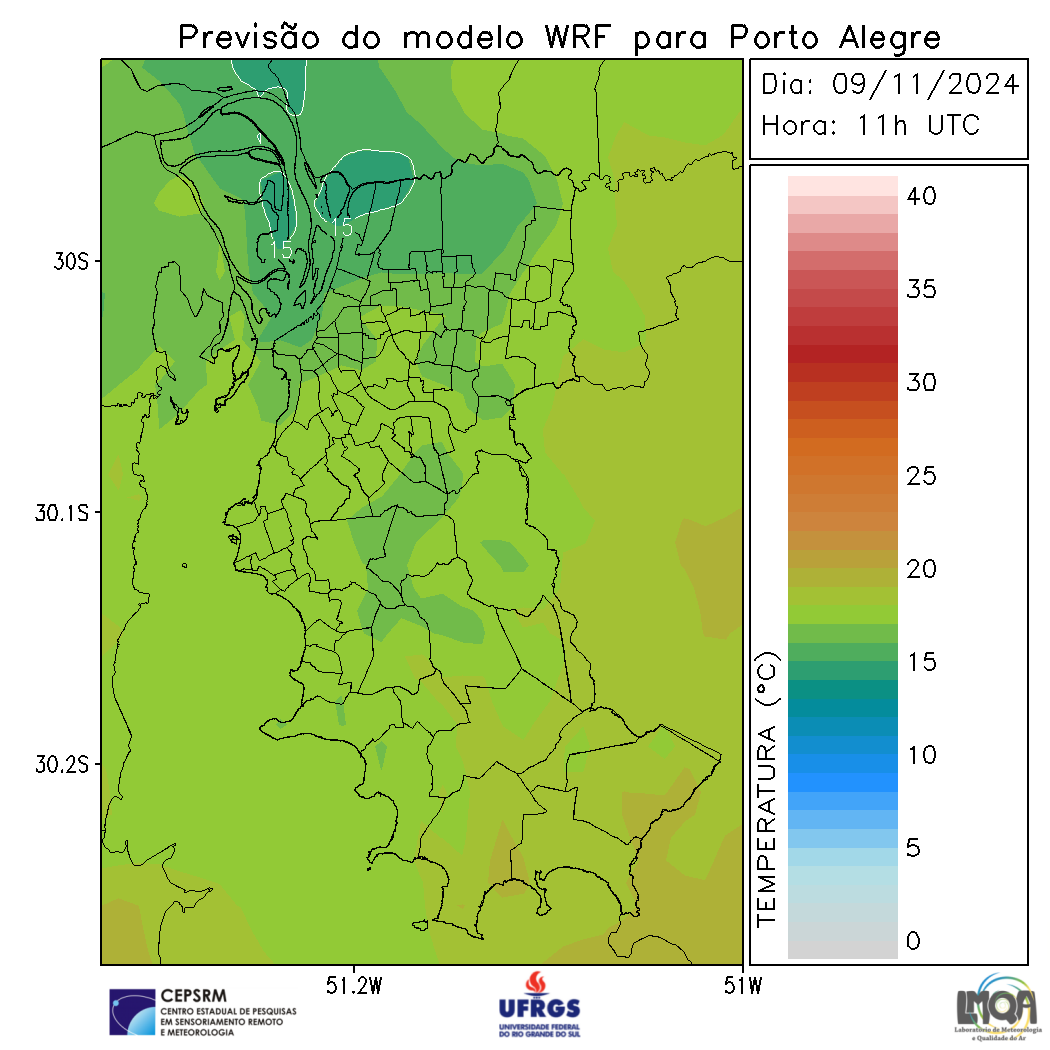 Previsão do modelo WRF para Porto Alegre
Dia: 09/11/2024
Hora: 11h UTC
40
35
30
25
20
15
10
5
0
TEMPERATURA (°C)
30S
30.1S
30.2S
51.2W
51W
15
15
CEPSRM
CENTRO ESTADUAL DE PESQUISAS
EM SENSORIAMENTO REMOTO
E METEOROLOGIA
UFRGS
UNIVERSIDADE FEDERAL
DO RIO GRANDE DO SUL
LMQA
Laboratório de Meteorologia
e Qualidade do Ar